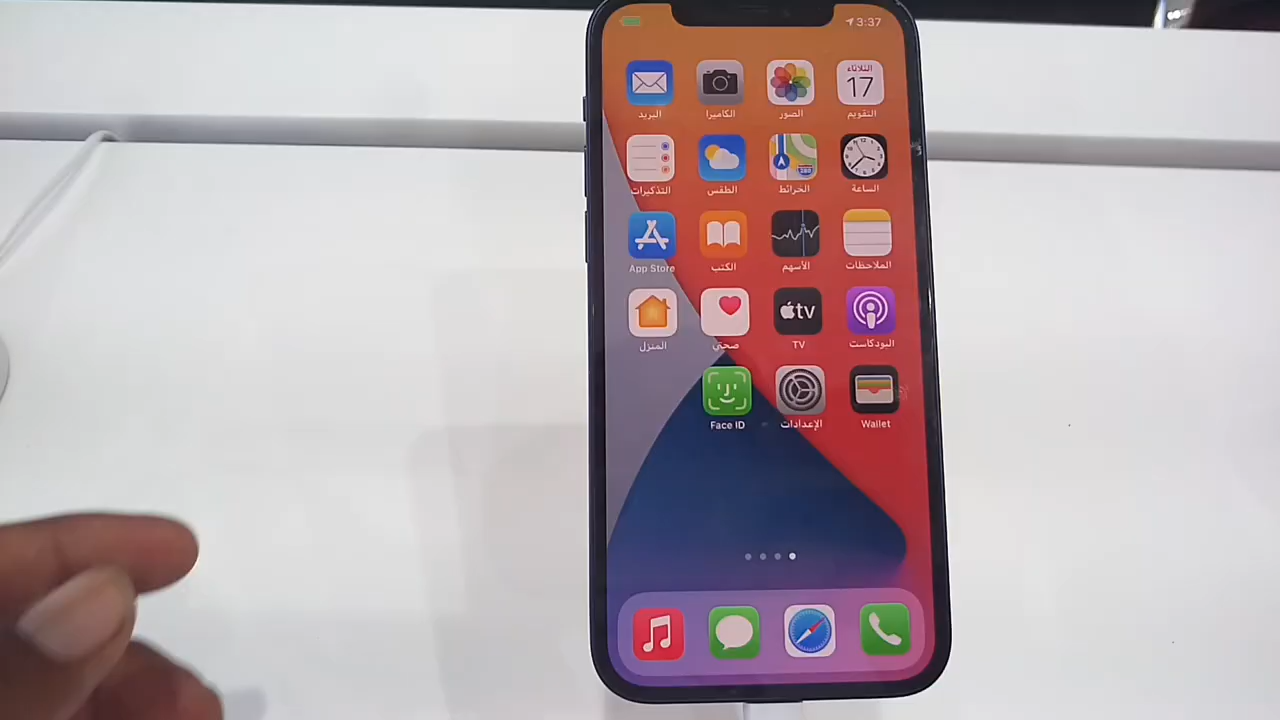 3:37
الثلاثاء
17
التقويم الصور الكاميرا البريد
الساعة الخرائط الطقس التذكيرات
الملاحظات الأسهم الكتب App Store
tv
البودكاست TV صحتي المنزل
Wallet الإعدادات Face ID